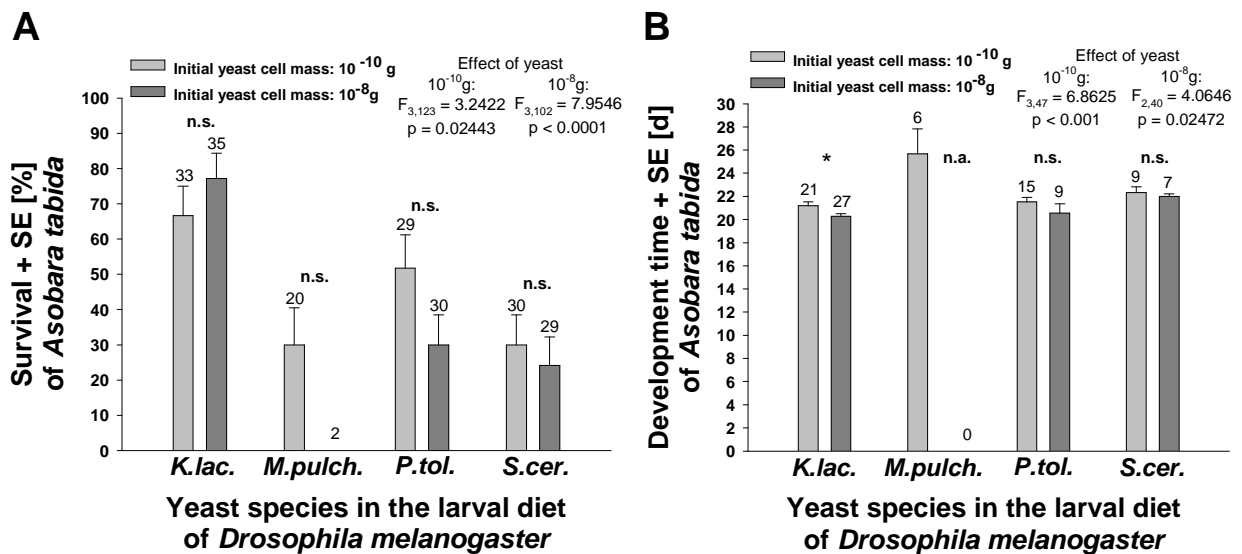 A
Initial yeast cell mass: 10 -10 g
Initial yeast cell mass: 10-8g
Effect of yeast
10-10g: 10-8g:
F3,123 = 3.2422 F3,102 = 7.9546
p = 0.02443 p < 0.0001
Survival + SE [%]
of Asobara tabida
100
90
80
70
60
50
40
30
20
10
0
n.s.
33 35
n.s.
20 2
n.s.
29 30
n.s.
30 29
K.lac. M.pulch. P.tol. S.cer.
Yeast species in the larval diet
of Drosophila melanogaster
B
Initial yeast cell mass: 10 -10 g
Initial yeast cell mass: 10-8g
Effect of yeast
10-10g: 10-8g:
F3,47 = 6.8625 F2,40 = 4.0646
p < 0.001 p = 0.02472
Development time + SE [d]
of Asobara tabida
30
28
26
24
22
20
18
16
14
12
10
8
6
4
2
0
*
21 27
6
n.a.
0
n.s.
15 9
n.s.
9 7
K.lac. M.pulch. P.tol. S.cer.
Yeast species in the larval diet
of Drosophila melanogaster